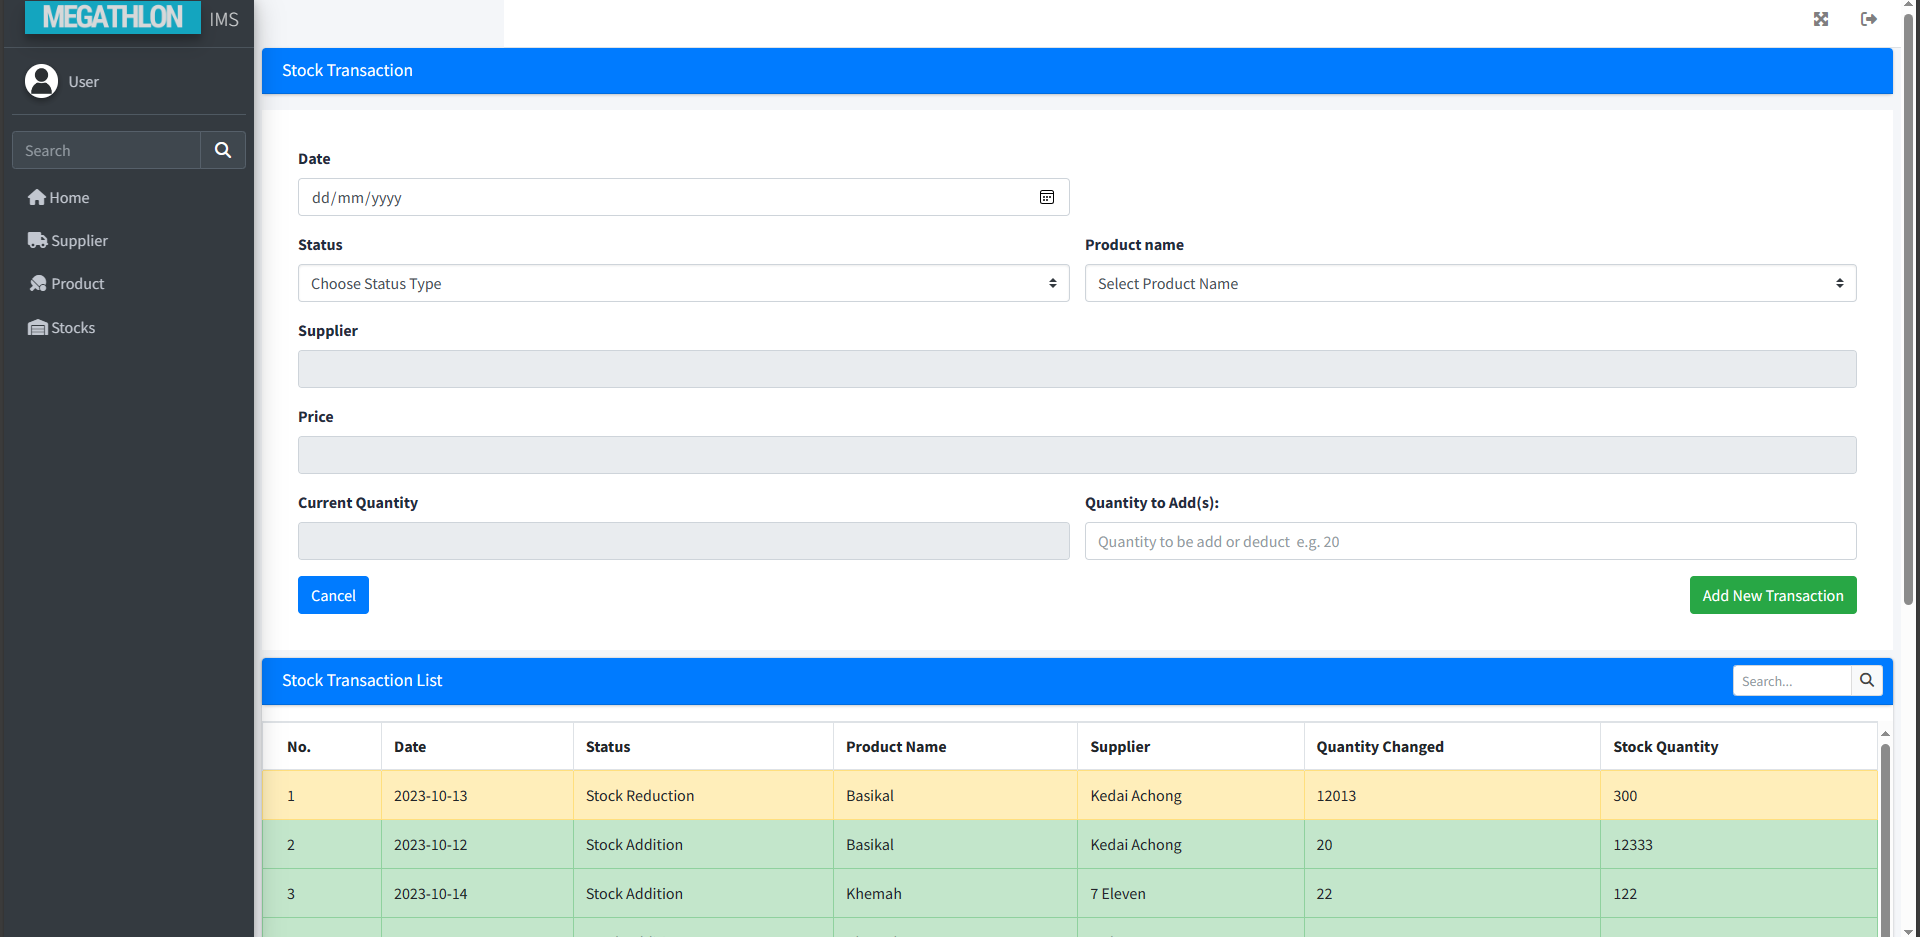 MEGATHLON IMS
User
Search
Home
Supplier
Product
Stocks
Stock Transaction
Date
dd/mm/yyyy
Status
Product name
Choose Status Type
Select Product Name
Supplier
Price
Current Quantity
Quantity to Add(s):
Quantity to be add or deduct e.g. 20
Cancel
Add New Transaction
Stock Transaction List
Search...
No. Date Status Product Name Supplier Quantity Changed Stock Quantity
1 2023-10-13 Stock Reduction Basikal Kedai Achong 12013 300
2 2023-10-12 Stock Addition Basikal Kedai Achong 20 12333
3 2023-10-14 Stock Addition Khemah 7 Eleven 22 122